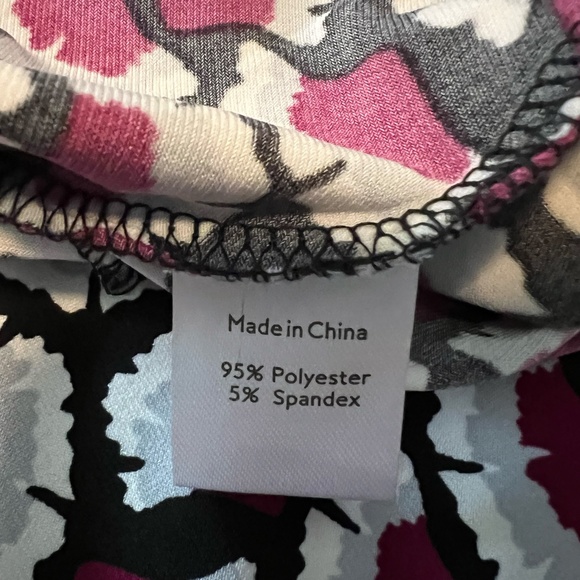 Made in China
95% Polyester
5% Spandex